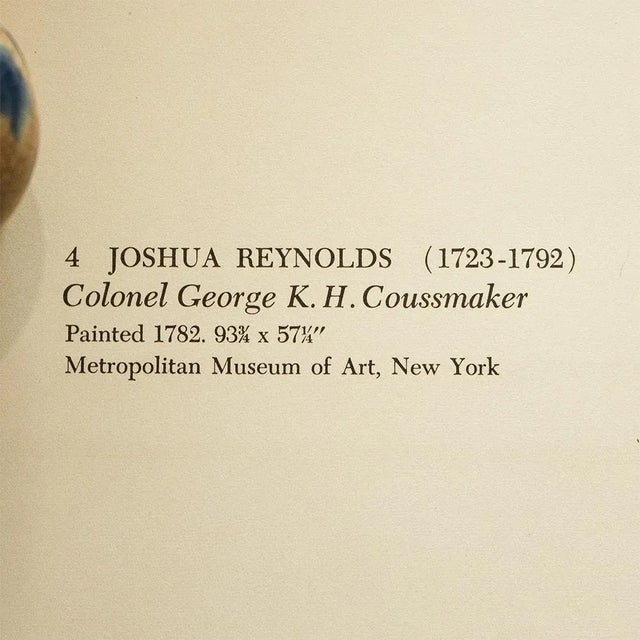 4 JOSHUA REYNOLDS (1723-1792)
Colonel George K. H. Coussmaker
Painted 1782. 93¾ x 57¼″
Metropolitan Museum of Art, New York